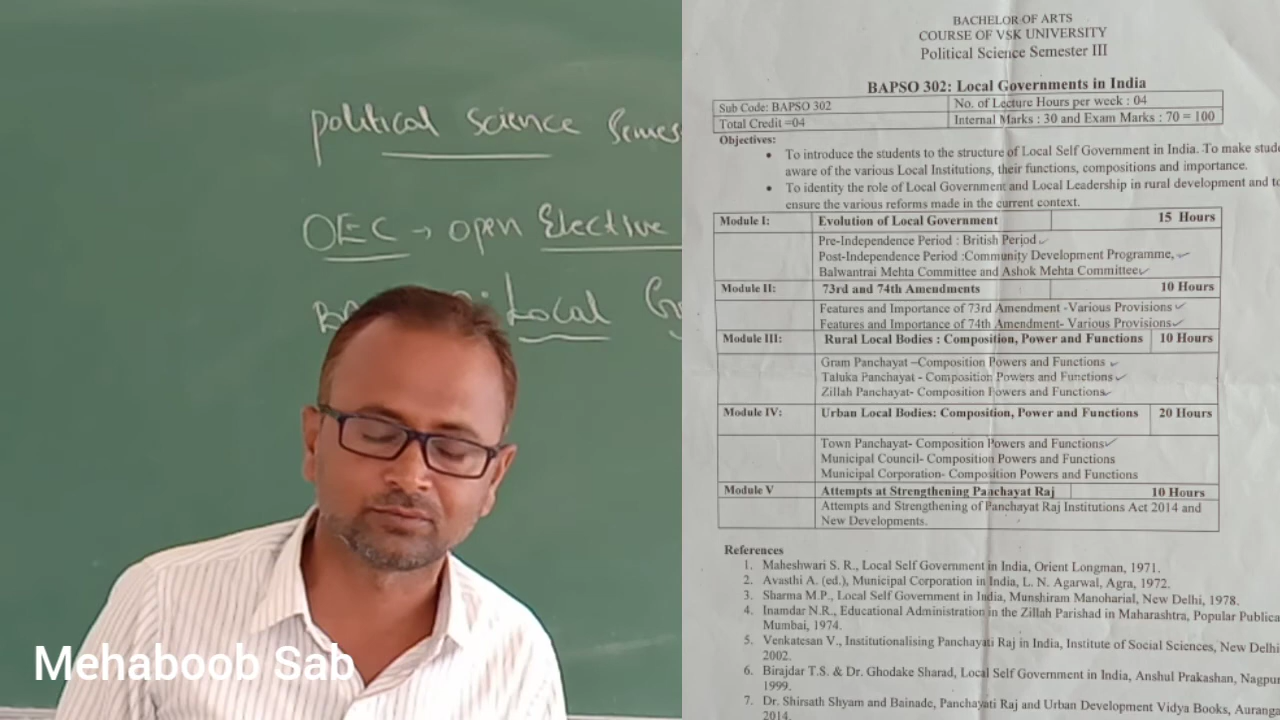 political science Semes
OEC → open Elective
Local
Mehaboob Sab
BACHELOR OF ARTS
COURSE OF VSK UNIVERSITY
Political Science Semester III
BAPSO 302: Local Governments in India
Sub Code: BAPSO 302 No. of Lecture Hours per week : 04
Total Credit =04 Internal Marks : 30 and Exam Marks : 70 = 100
Objectives:
• To introduce the students to the structure of Local Self Government in India. To make stude
aware of the various Local Institutions, their functions, compositions and importance.
• To identity the role of Local Government and Local Leadership in rural development and to
ensure the various reforms made in the current context.
Module I: Evolution of Local Government 15 Hours
Pre-Independence Period : British Period
Post-Independence Period :Community Development Programme,
Balwantrai Mehta Committee and Ashok Mehta Committee
Module II: 73rd and 74th Amendments 10 Hours
Features and Importance of 73rd Amendment -Various Provisions
Features and Importance of 74th Amendment- Various Provisions
Module III: Rural Local Bodies : Composition, Power and Functions 10 Hours
Gram Panchayat –Composition Powers and Functions
Taluka Panchayat - Composition Powers and Functions
Zillah Panchayat- Composition Powers and Functions
Module IV: Urban Local Bodies: Composition, Power and Functions 20 Hours
Town Panchayat- Composition Powers and Functions
Municipal Council- Composition Powers and Functions
Municipal Corporation- Composition Powers and Functions
Module V Attempts at Strengthening Panchayat Raj 10 Hours
Attempts and Strengthening of Panchayat Raj Institutions Act 2014 and
New Developments.
References
1. Maheshwari S. R., Local Self Government in India, Orient Longman, 1971.
2. Avasthi A. (ed.), Municipal Corporation in India, L. N. Agarwal, Agra, 1972.
3. Sharma M.P., Local Self Government in India, Munshiram Manoharial, New Delhi, 1978.
4. Inamdar N.R., Educational Administration in the Zillah Parishad in Maharashtra, Popular Publica
Mumbai, 1974.
5. Venkatesan V., Institutionalising Panchayati Raj in India, Institute of Social Sciences, New Delhi
2002.
6. Birajdar T.S. & Dr. Ghodake Sharad, Local Self Government in India, Anshul Prakashan, Nagpur
1999.
7. Dr. Shirsath Shyam and Bainade, Panchayati Raj and Urban Development Vidya Books, Auranga
2014.